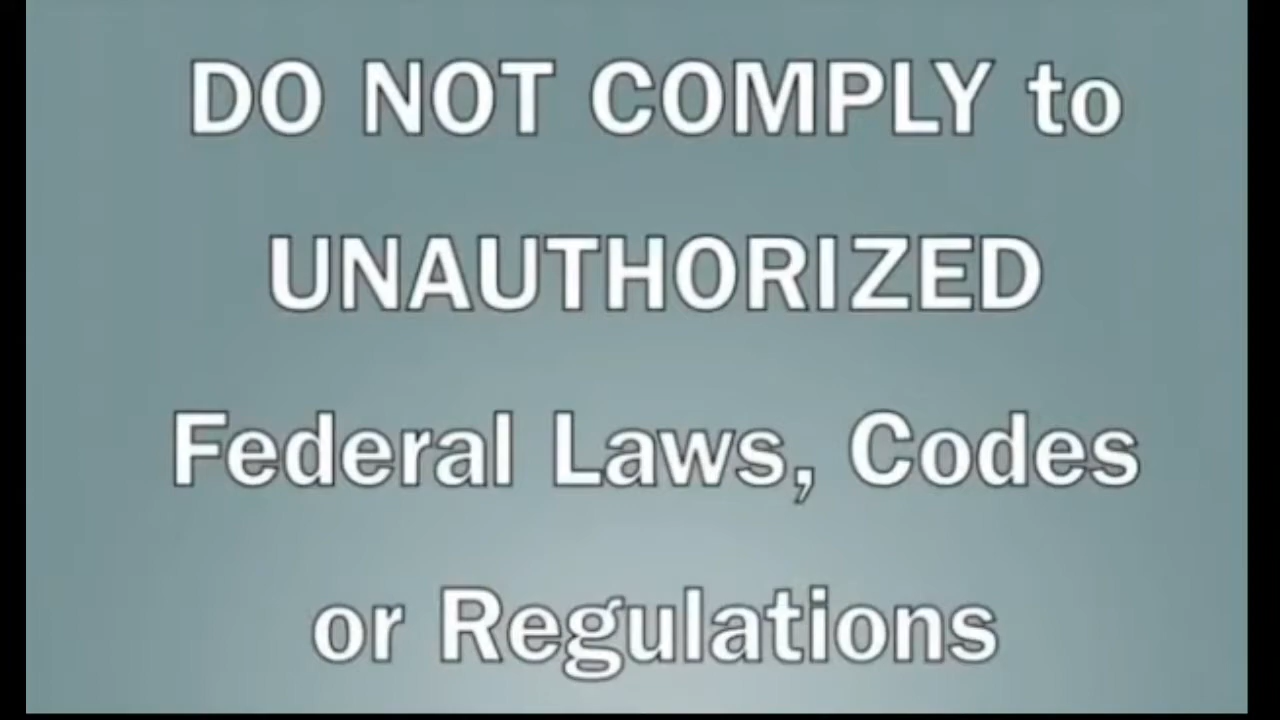 DO NOT COMPLY to
UNAUTHORIZED
Federal Laws, Codes
or Regulations